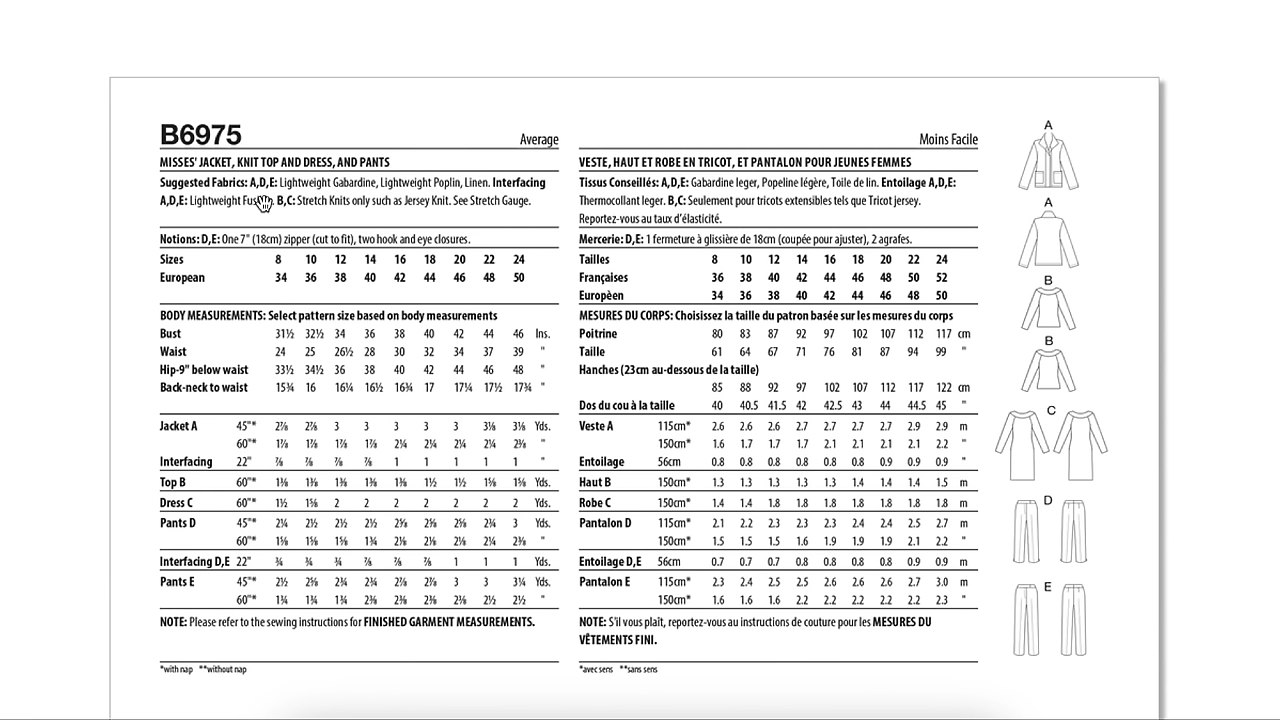 B6975 Average
MISSES' JACKET, KNIT TOP AND DRESS, AND PANTS
Suggested Fabrics: A,D,E: Lightweight Gabardine, Lightweight Poplin, Linen. Interfacing
A,D,E: Lightweight B,C: Stretch Knits only such as Jersey Knit. See Stretch Gauge.
Notions: D,E: One 7" (18cm) zipper (cut to fit), two hook and eye closures.
Sizes 8 10 12 14 16 18 20 22 24
European 34 36 38 40 42 44 46 48 50
BODY MEASUREMENTS: Select pattern size based on body measurements
Bust 31½ 32½ 34 36 38 40 42 44 46 Ins.
Waist 24 25 26½ 28 30 32 34 37 39 "
Hip-9" below waist 33½ 34½ 36 38 40 42 44 46 48 "
Back-neck to waist 15¾ 16 16¼ 16½ 16¾ 17 17¼ 17½ 17¾ "
Jacket A 45"* 2⅞ 2⅞ 3 3 3 3 3 3⅛ 3⅛ Yds.
60"* 1⅞ 1⅞ 1⅞ 1⅞ 2¼ 2¼ 2¼ 2¼ 2⅜ "
Interfacing 22" ⅞ ⅞ ⅞ ⅞ 1 1 1 1 1 "
Top B 60"* 1⅜ 1⅜ 1⅜ 1⅜ 1⅜ 1½ 1½ 1⅝ 1⅝ Yds.
Dress C 60"* 1½ 1⅝ 2 2 2 2 2 2 2 Yds.
Pants D 45"* 2¼ 2½ 2½ 2½ 2⅝ 2⅝ 2⅝ 2¾ 3 Yds.
60"* 1⅝ 1⅝ 1⅝ 1¾ 2⅛ 2⅛ 2⅛ 2¼ 2⅜ "
Interfacing D,E 22" ¾ ¾ ¾ ⅞ ⅞ ⅞ 1 1 1 Yds.
Pants E 45"* 2½ 2⅝ 2¾ 2¾ 2⅞ 2⅞ 3 3 3¼ Yds.
60"* 1¾ 1¾ 1¾ 2⅜ 2⅜ 2⅜ 2⅜ 2½ 2½ "
NOTE: Please refer to the sewing instructions for FINISHED GARMENT MEASUREMENTS.
*with nap **without nap
Moins Facile
VESTE, HAUT ET ROBE EN TRICOT, ET PANTALON POUR JEUNES FEMMES
Tissus Conseillés: A,D,E: Gabardine leger, Popeline légère, Toile de lin. Entoilage A,D,E:
Thermocollant leger. B,C: Seulement pour tricots extensibles tels que Tricot jersey.
Reportez-vous au taux d'élasticité.
Mercerie: D,E: 1 fermeture à glissière de 18cm (coupée pour ajuster), 2 agrafes.
Tailles 8 10 12 14 16 18 20 22 24
Françaises 36 38 40 42 44 46 48 50 52
Europèen 34 36 38 40 42 44 46 48 50
MESURES DU CORPS: Choisissez la taille du patron basée sur les mesures du corps
Poitrine 80 83 87 92 97 102 107 112 117 cm
Taille 61 64 67 71 76 81 87 94 99 "
Hanches (23cm au-dessous de la taille)
85 88 92 97 102 107 112 117 122 cm
Dos du cou à la taille 40 40.5 41.5 42 42.5 43 44 44.5 45 "
Veste A 115cm* 2.6 2.6 2.6 2.7 2.7 2.7 2.7 2.9 2.9 m
150cm* 1.6 1.7 1.7 1.7 2.1 2.1 2.1 2.1 2.2 "
Entoilage 56cm 0.8 0.8 0.8 0.8 0.8 0.8 0.9 0.9 0.9 "
Haut B 150cm* 1.3 1.3 1.3 1.3 1.3 1.4 1.4 1.4 1.5 m
Robe C 150cm* 1.4 1.4 1.8 1.8 1.8 1.8 1.8 1.8 1.8 m
Pantalon D 115cm* 2.1 2.2 2.3 2.3 2.3 2.4 2.4 2.5 2.7 m
150cm* 1.5 1.5 1.5 1.6 1.9 1.9 1.9 2.1 2.2 "
Entoilage D,E 56cm 0.7 0.7 0.7 0.8 0.8 0.8 0.8 0.9 0.9 m
Pantalon E 115cm* 2.3 2.4 2.5 2.5 2.6 2.6 2.6 2.7 3.0 m
150cm* 1.6 1.6 1.6 2.2 2.2 2.2 2.2 2.2 2.3 "
NOTE: S'il vous plaît, reportez-vous au instructions de couture pour les MESURES DU
VÊTEMENTS FINI.
*avec sens **sans sens
A
A
B
B
C
D
E